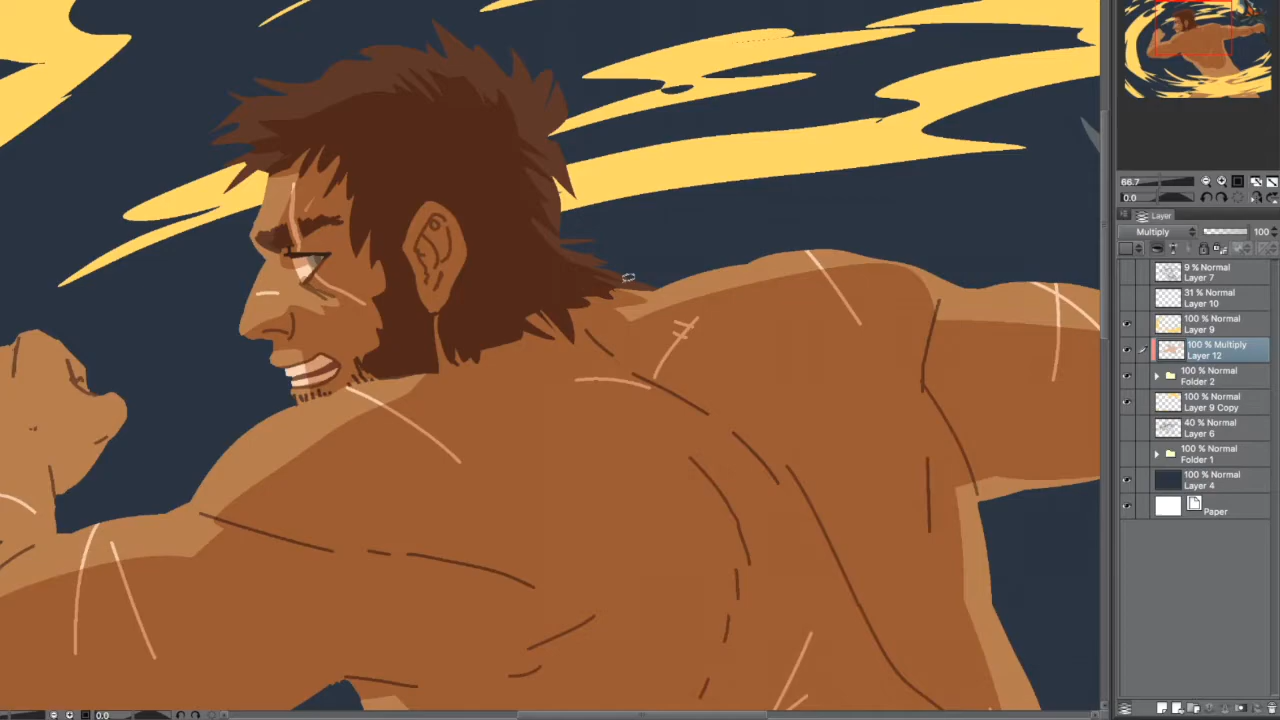 66.7
0.0
Layer
Multiply 100
9 % Normal
Layer 7
31 % Normal
Layer 10
100 % Normal
Layer 9
100 % Multiply
Layer 12
100 % Normal
Folder 2
100 % Normal
Layer 9 Copy
40 % Normal
Layer 6
100 % Normal
Folder 1
100 % Normal
Layer 4
Paper
0.0